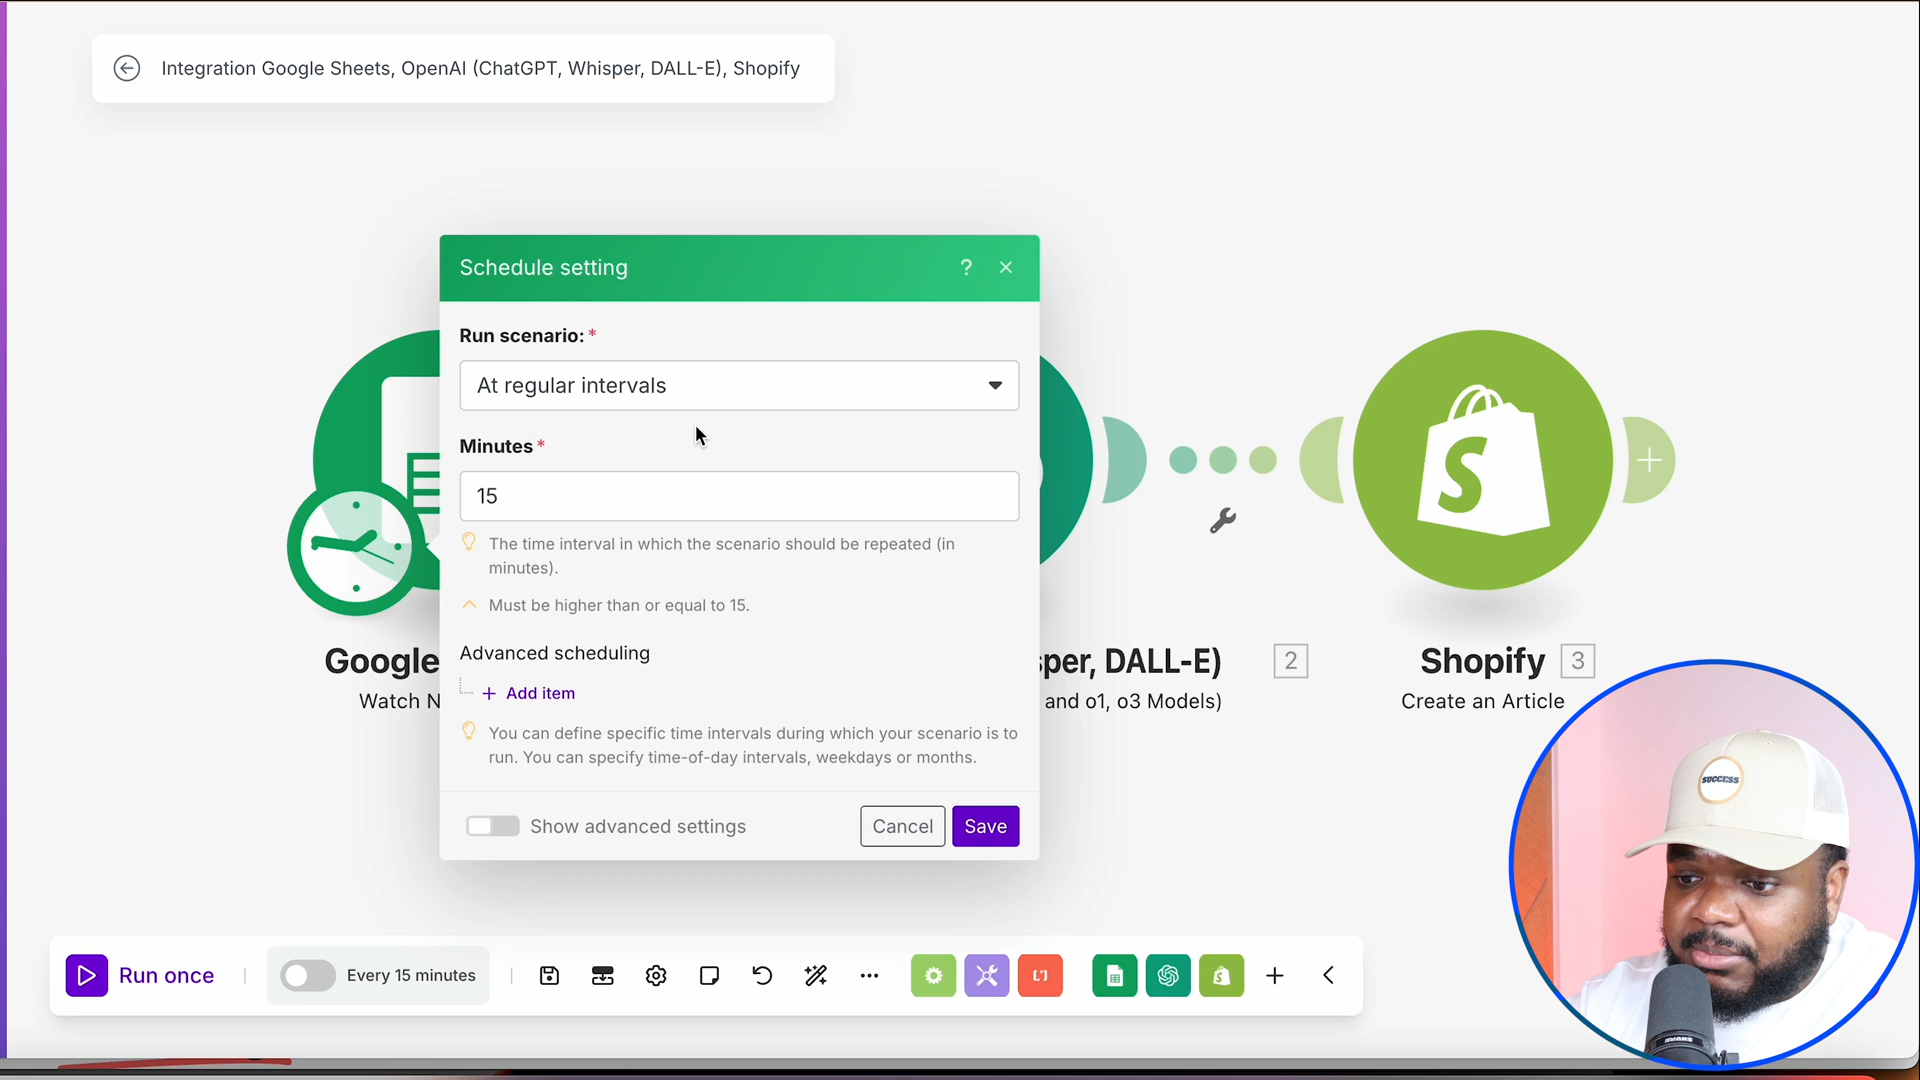 Integration Google Sheets, OpenAI (ChatGPT, Whisper, DALL-E), Shopify
Schedule setting
?
Run scenario: *
At regular intervals
Minutes *
15
The time interval in which the scenario should be repeated (in
minutes).
Must be higher than or equal to 15.
Advanced scheduling
+ Add item
You can define specific time intervals during which your scenario is to
run. You can specify time-of-day intervals, weekdays or months.
Show advanced settings
Cancel
Save
Google
Watch N
sper, DALL-E)
2
and o1, o3 Models)
Shopify
3
Create an Article
SUCCESS
Run once
Every 15 minutes